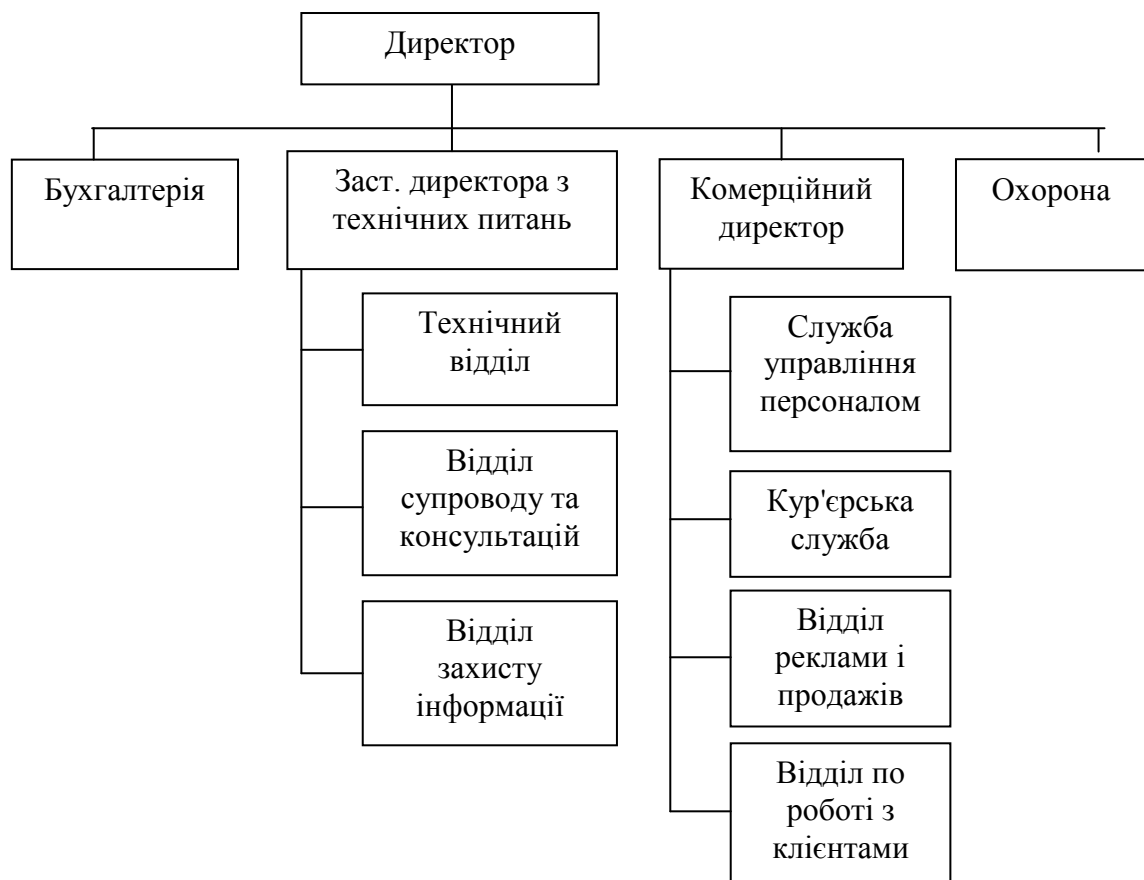 Директор
Бухгалтерія
Заст. директора з
технічних питань
Комерційний
директор
Охорона
Технічний
відділ
Відділ
супроводу та
консультацій
Відділ
захисту
інформації
Служба
управління
персоналом
Кур'єрська
служба
Відділ
реклами і
продажів
Відділ по
роботі з
клієнтами